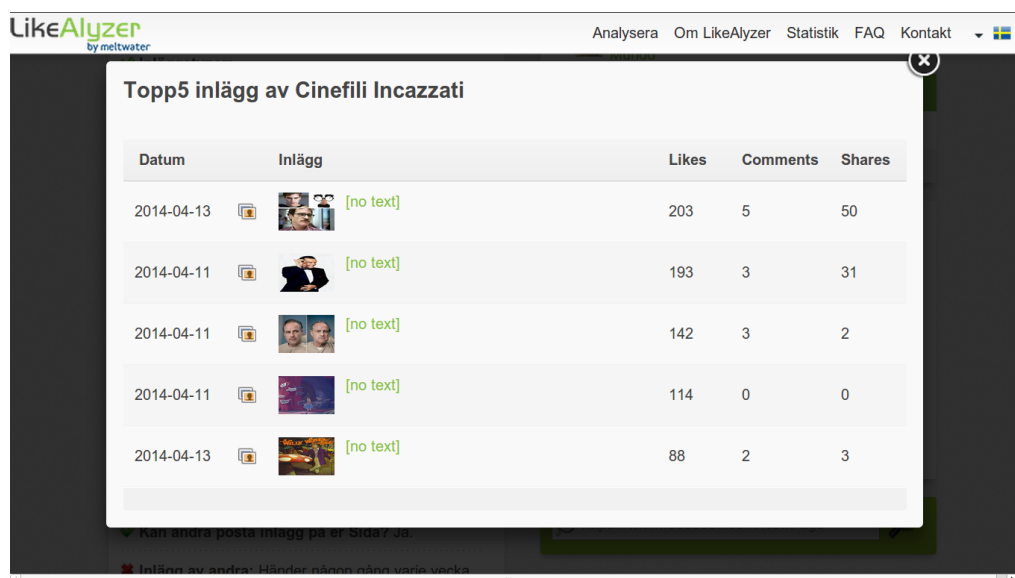 LikeAlyzer
by meltwater
Analysera Om LikeAlyzer Statistik FAQ Kontakt
Topp5 inlägg av Cinefili Incazzati
Datum Inlägg Likes Comments Shares
2014-04-13 [no text] 203 5 50
2014-04-11 [no text] 193 3 31
2014-04-11 [no text] 142 3 2
2014-04-11 [no text] 114 0 0
2014-04-13 [no text] 88 2 3
Kan andra posta inlägg på er Sida? Ja.
Inlägg av andra: Händer någon gång varje vecka